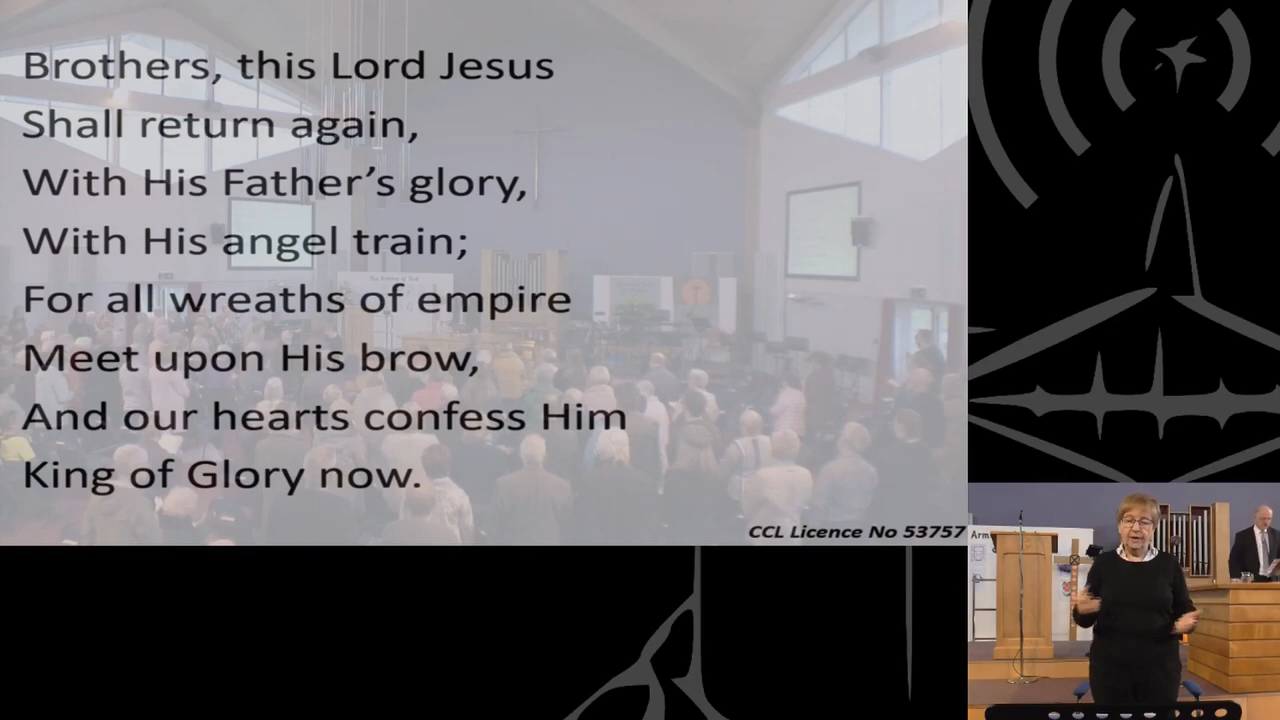 Brothers, this Lord Jesus
Shall return again,
With His Father’s glory,
With His angel train;
For all wreaths of empire
Meet upon His brow,
And our hearts confess Him
King of Glory now.
CCL Licence No 53757